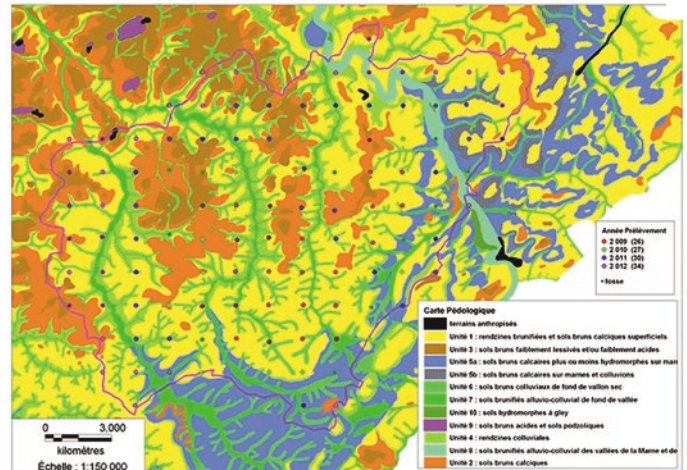 Année Prélèvement
2 009 (26)
2 010 (27)
2 011 (30)
2 012 (34)
fosse
Carte Pédologique
terrains anthropisés
Unité 1 : rendzines brunifiées et sols bruns calciques superficiels
Unité 3 : sols bruns faiblement lessivés et/ou faiblement acides
Unité 5a : sols bruns calcaires plus ou moins hydromorphes sur man
Unité 5b : sols bruns calcaires sur marnes et colluvions
Unité 6 : sols bruns colluviaux de fond de vallon sec
Unité 7 : sols brunifiés alluvio-colluvial de fond de vallée
Unité 10 : sols hydromorphes à gley
Unité 9 : sols bruns acides et sols podzoliques
Unité 4 : rendzines colluviales
Unité 8 : sols brunifiés alluvio-colluvial des vallées de la Marne et de
Unité 2 : sols bruns calciques
0 3,000
kilomètres
Échelle : 1:150 000